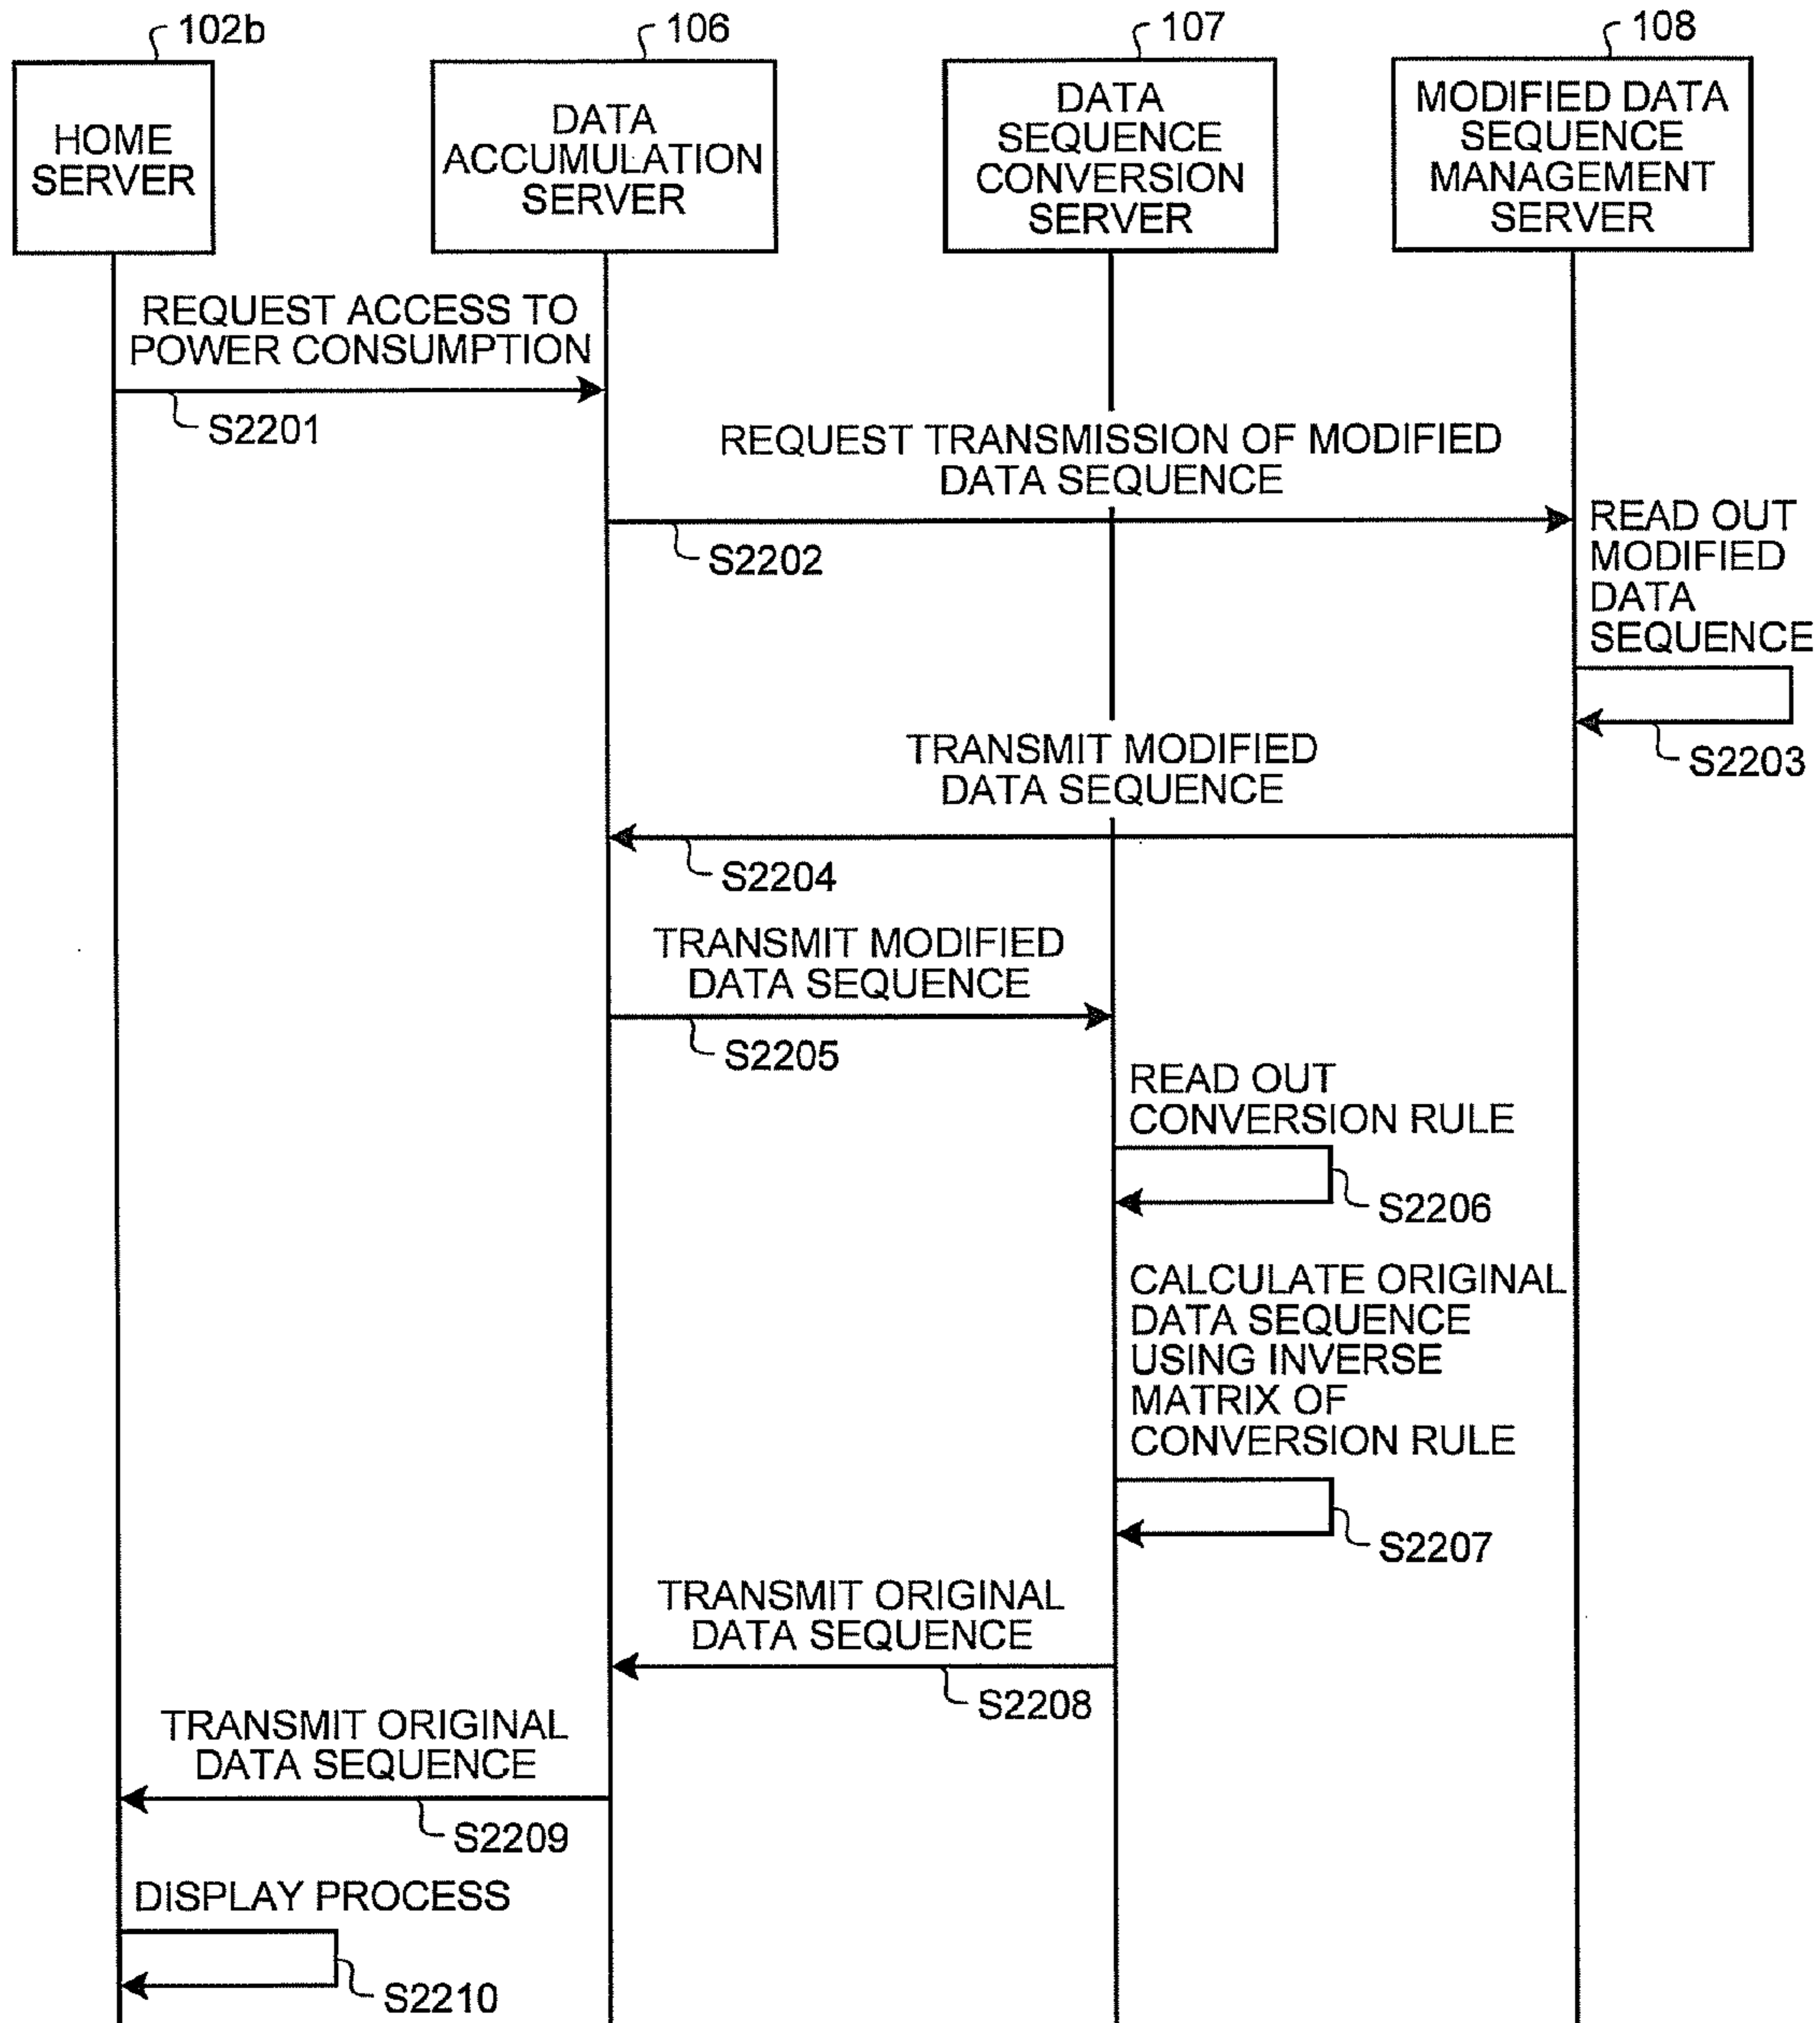 102b
106
107
108
HOME
SERVER
DATA
ACCUMULATION
SERVER
DATA
SEQUENCE
CONVERSION
SERVER
MODIFIED DATA
SEQUENCE
MANAGEMENT
SERVER
REQUEST ACCESS TO
POWER CONSUMPTION
S2201
REQUEST TRANSMISSION OF MODIFIED
DATA SEQUENCE
S2202
READ OUT
MODIFIED
DATA
SEQUENCE
S2203
TRANSMIT MODIFIED
DATA SEQUENCE
S2204
TRANSMIT MODIFIED
DATA SEQUENCE
S2205
READ OUT
CONVERSION RULE
S2206
CALCULATE ORIGINAL
DATA SEQUENCE
USING INVERSE
MATRIX OF
CONVERSION RULE
S2207
TRANSMIT ORIGINAL
DATA SEQUENCE
S2208
TRANSMIT ORIGINAL
DATA SEQUENCE
S2209
DISPLAY PROCESS
S2210